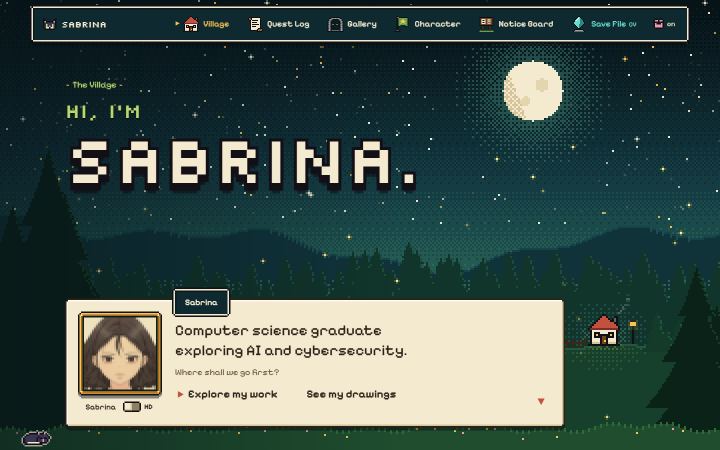 SABRINA
Village
Quest Log
Gallery
Character
Notice Board
Save File CV
on
- The Village -
HI, I'M
SABRINA.
Sabrina
Computer science graduate
exploring AI and cybersecurity.
Where shall we go first?
Explore my work
See my drawings
Sabrina
HD